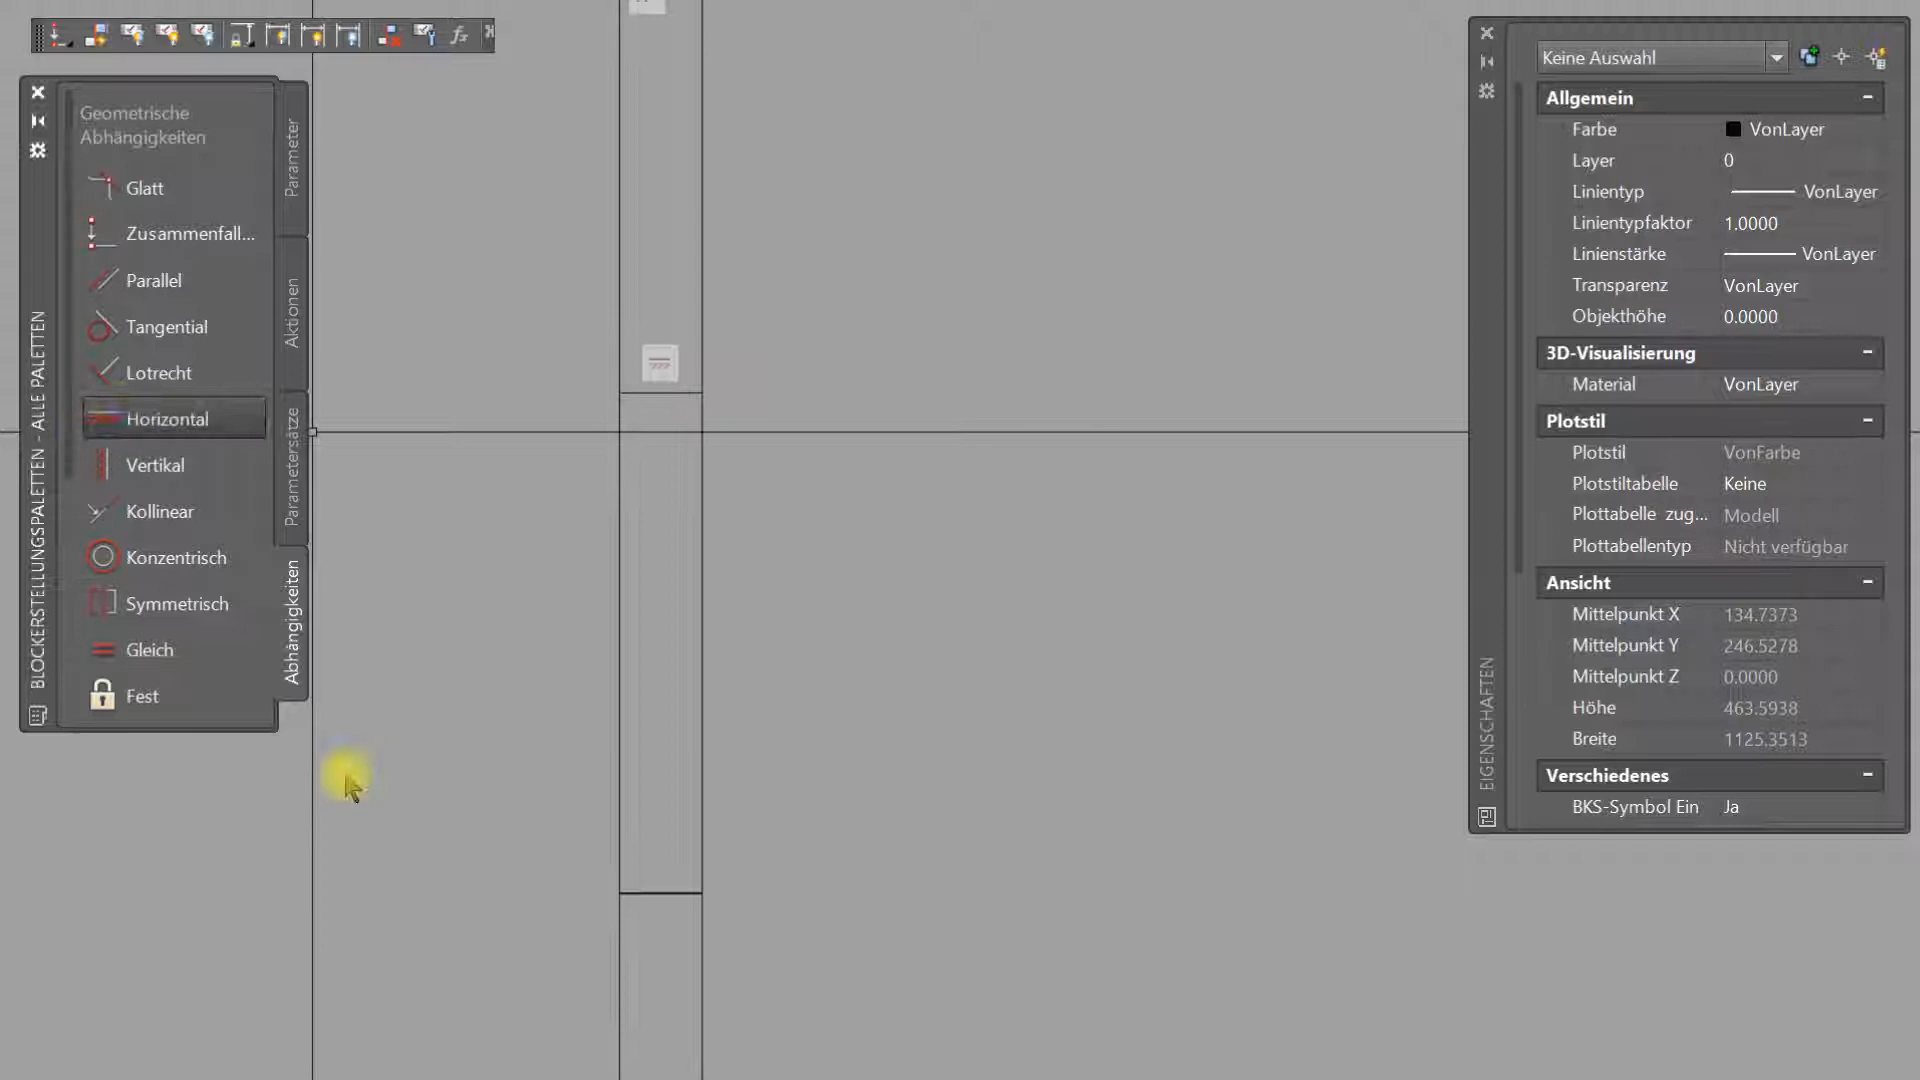 fx
Geometrische
Abhängigkeiten
Glatt
Zusammenfall...
Parallel
Tangential
Lotrecht
Horizontal
Vertikal
Kollinear
Konzentrisch
Symmetrisch
Gleich
Fest
Parameter
Aktionen
Parametersätze
Abhängigkeiten
BLOCKERSTELLUNGSPALETTEN - ALLE PALETTEN
Keine Auswahl
Allgemein
Farbe VonLayer
Layer 0
Linientyp VonLayer
Linientypfaktor 1.0000
Linienstärke VonLayer
Transparenz VonLayer
Objekthöhe 0.0000
3D-Visualisierung
Material VonLayer
Plotstil
Plotstil VonFarbe
Plotstiltabelle Keine
Plottabelle zug... Modell
Plottabellentyp Nicht verfügbar
Ansicht
Mittelpunkt X 134.7373
Mittelpunkt Y 246.5278
Mittelpunkt Z 0.0000
Höhe 463.5938
Breite 1125.3513
Verschiedenes
BKS-Symbol Ein Ja
EIGENSCHAFTEN